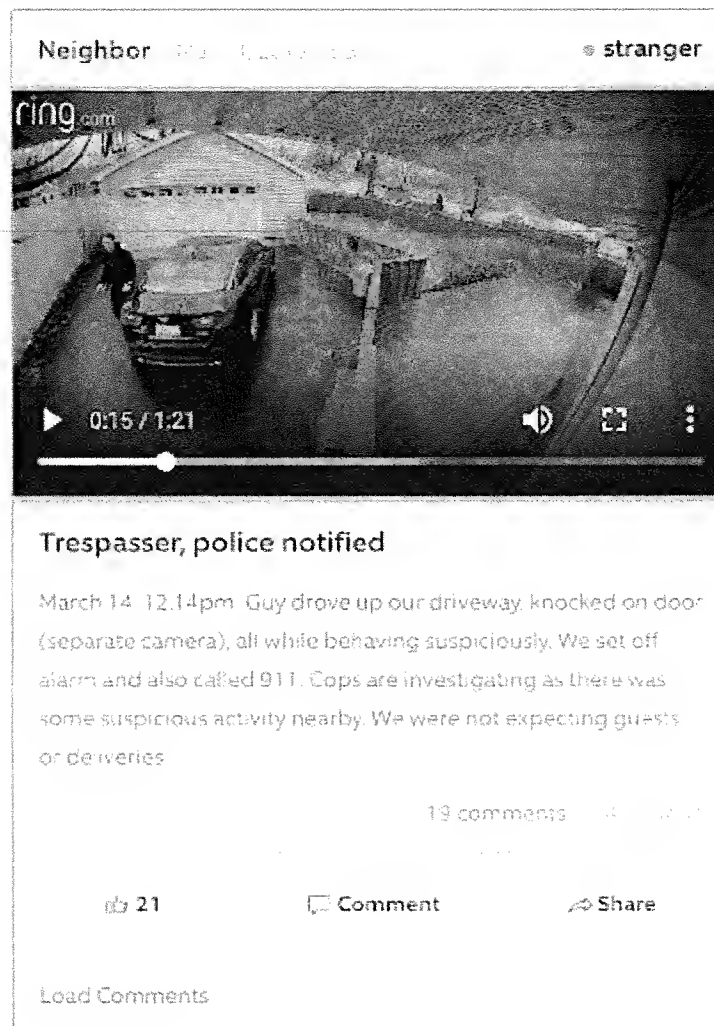 Neighbor
stranger
ring.com
0:15 / 1:21
Trespasser, police notified
March 14 12.14pm Guy drove up our driveway, knocked on door
(separate camera), all while behaving suspiciously. We set off
alarm and also called 911. Cops are investigating as there was
some suspicious activity nearby. We were not expecting guests
or deliveries
19 comments
21
Comment
Share
Load Comments